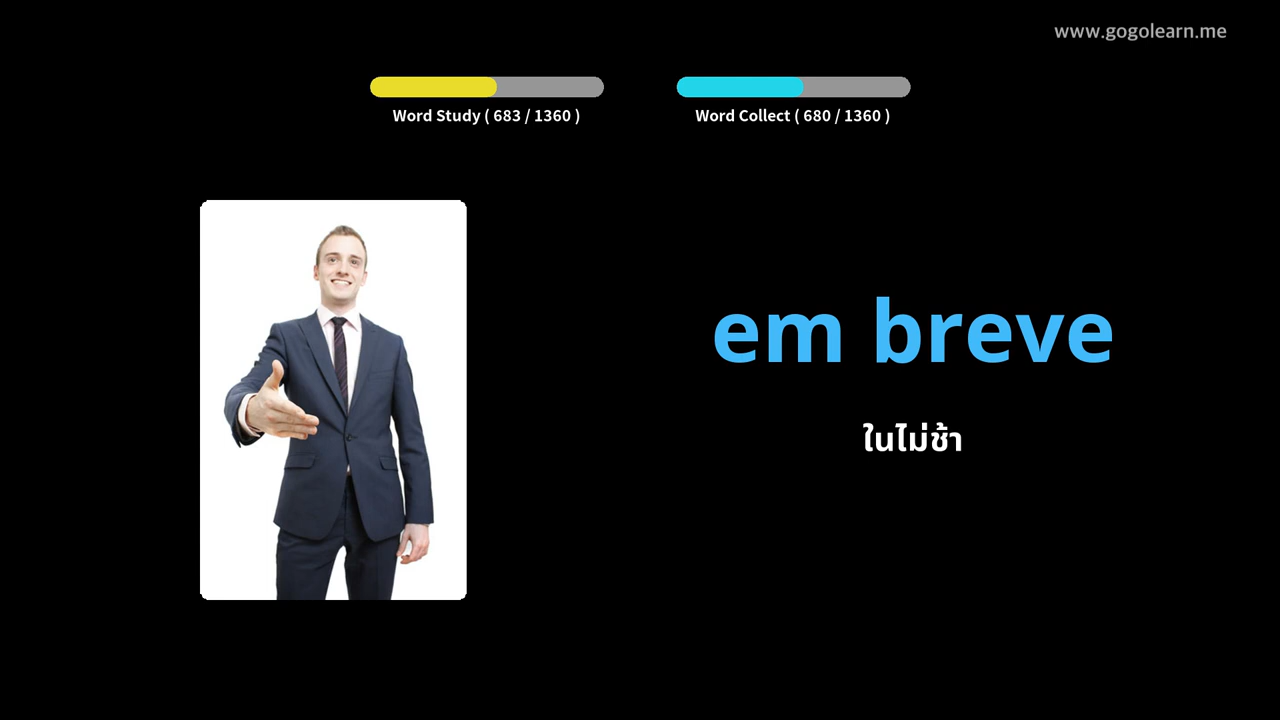 www.gogolearn.me
Word Study ( 683 / 1360 )
Word Collect ( 680 / 1360 )
em breve
ในไม่ช้า